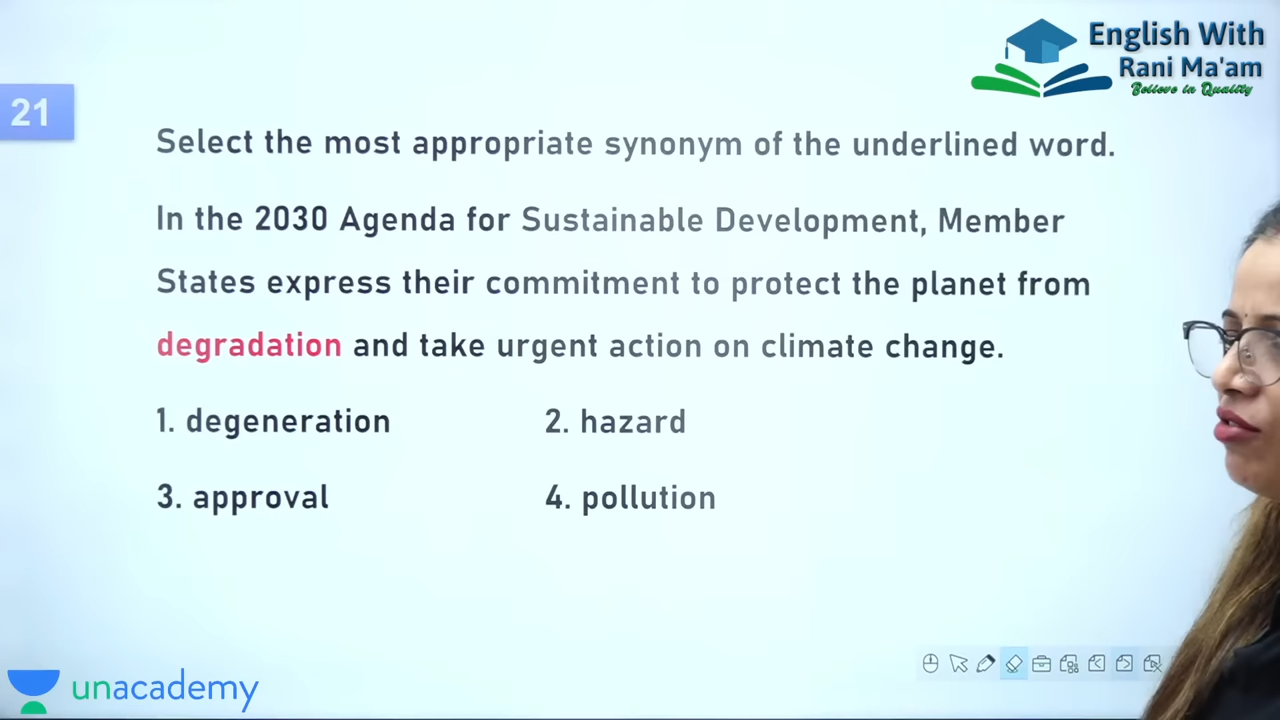 English With
Rani Ma'am
Believe in Quality
21
Select the most appropriate synonym of the underlined word.
In the 2030 Agenda for Sustainable Development, Member
States express their commitment to protect the planet from
degradation and take urgent action on climate change.
1. degeneration
2. hazard
3. approval
4. pollution
unacademy